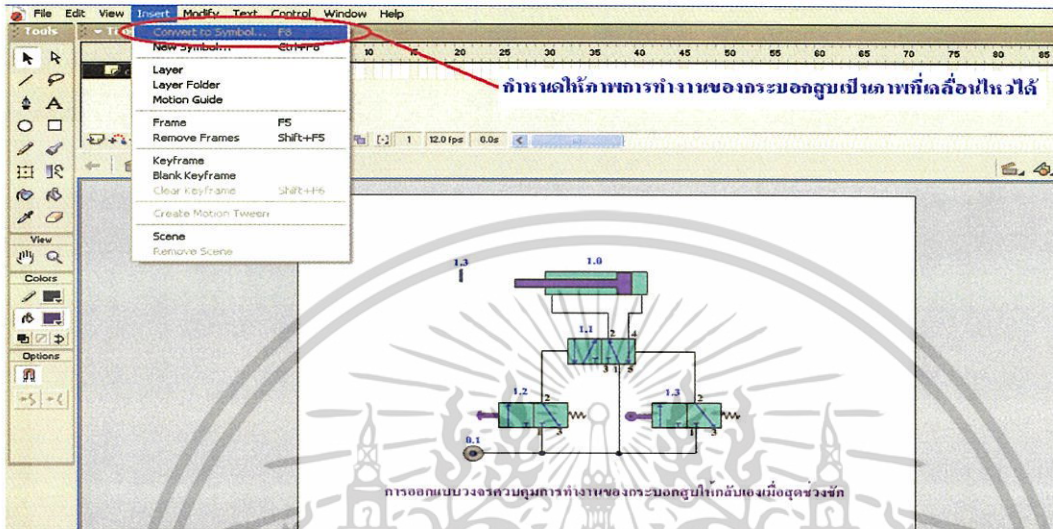 File Edit View Insert Modify Text Control Window Help
Tools
Convert to Symbol... F8
New Symbol... Ctrl+F8
Layer
Layer Folder
Motion Guide
Frame F5
Remove Frames Shift+F5
Keyframe
Blank Keyframe
Clear Keyframe Shift+F6
Create Motion Tween
Scene
Remove Scene
10 15 20 25 30 35 40 45 50 55 60 65 70 75 80 85
กำหนดให้ภาพการทำงานของกระบอกสูบเป็นภาพที่เคลื่อนไหวได้
1 12.0 fps 0.0s
View
Colors
Options
1.3 1.0
1.1 2 4
3 1 5
1.2 2 1.3 2
1 3 1 3
0.1
การออกแบบวงจรควบคุมการทำงานของกระบอกสูบให้กลับเองเมื่อสุดช่วงชัก